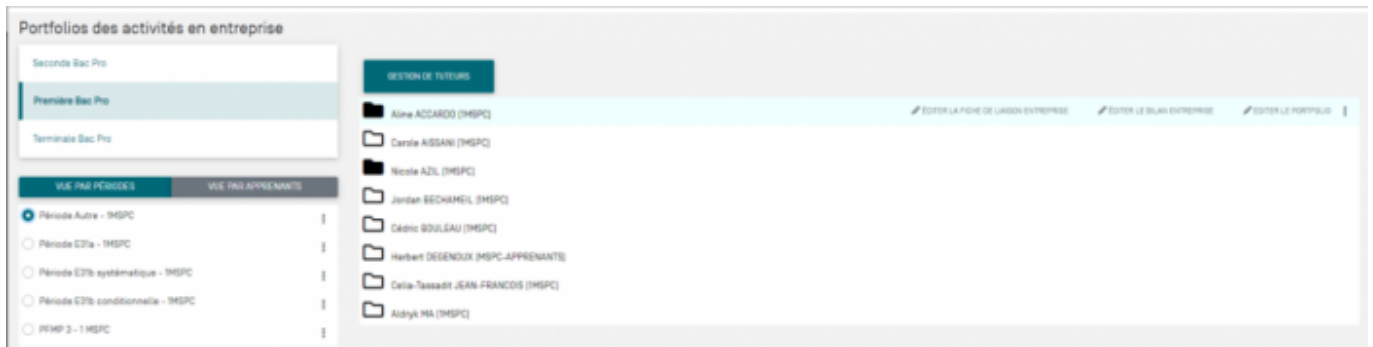 Portfolios des activités en entreprise
Seconde Bac Pro
Première Bac Pro
Terminale Bac Pro
VUE PAR PÉRIODES
VUE PAR APPRENANTS
Période Autre - 1MSPC
Période E31a - 1MSPC
Période E31b systématique - 1MSPC
Période E31b conditionnelle - 1MSPC
PFMP 3 - 1 MSPC
GESTION DE TUTEURS
Aline ACCARDO (1MSPC)
ÉDITER LA FICHE DE LIAISON ENTREPRISE
ÉDITER LE BILAN ENTREPRISE
EDITER LE PORTFOLIO
Carole AISSANI (1MSPC)
Nicole AZIL (1MSPC)
Jordan BECHAMEIL (1MSPC)
Cédric BOULEAU (1MSPC)
Herbert DEGENOUX (MSPC-APPRENANTS)
Celia-Tassadit JEAN-FRANCOIS (1MSPC)
Aldryk MA (1MSPC)